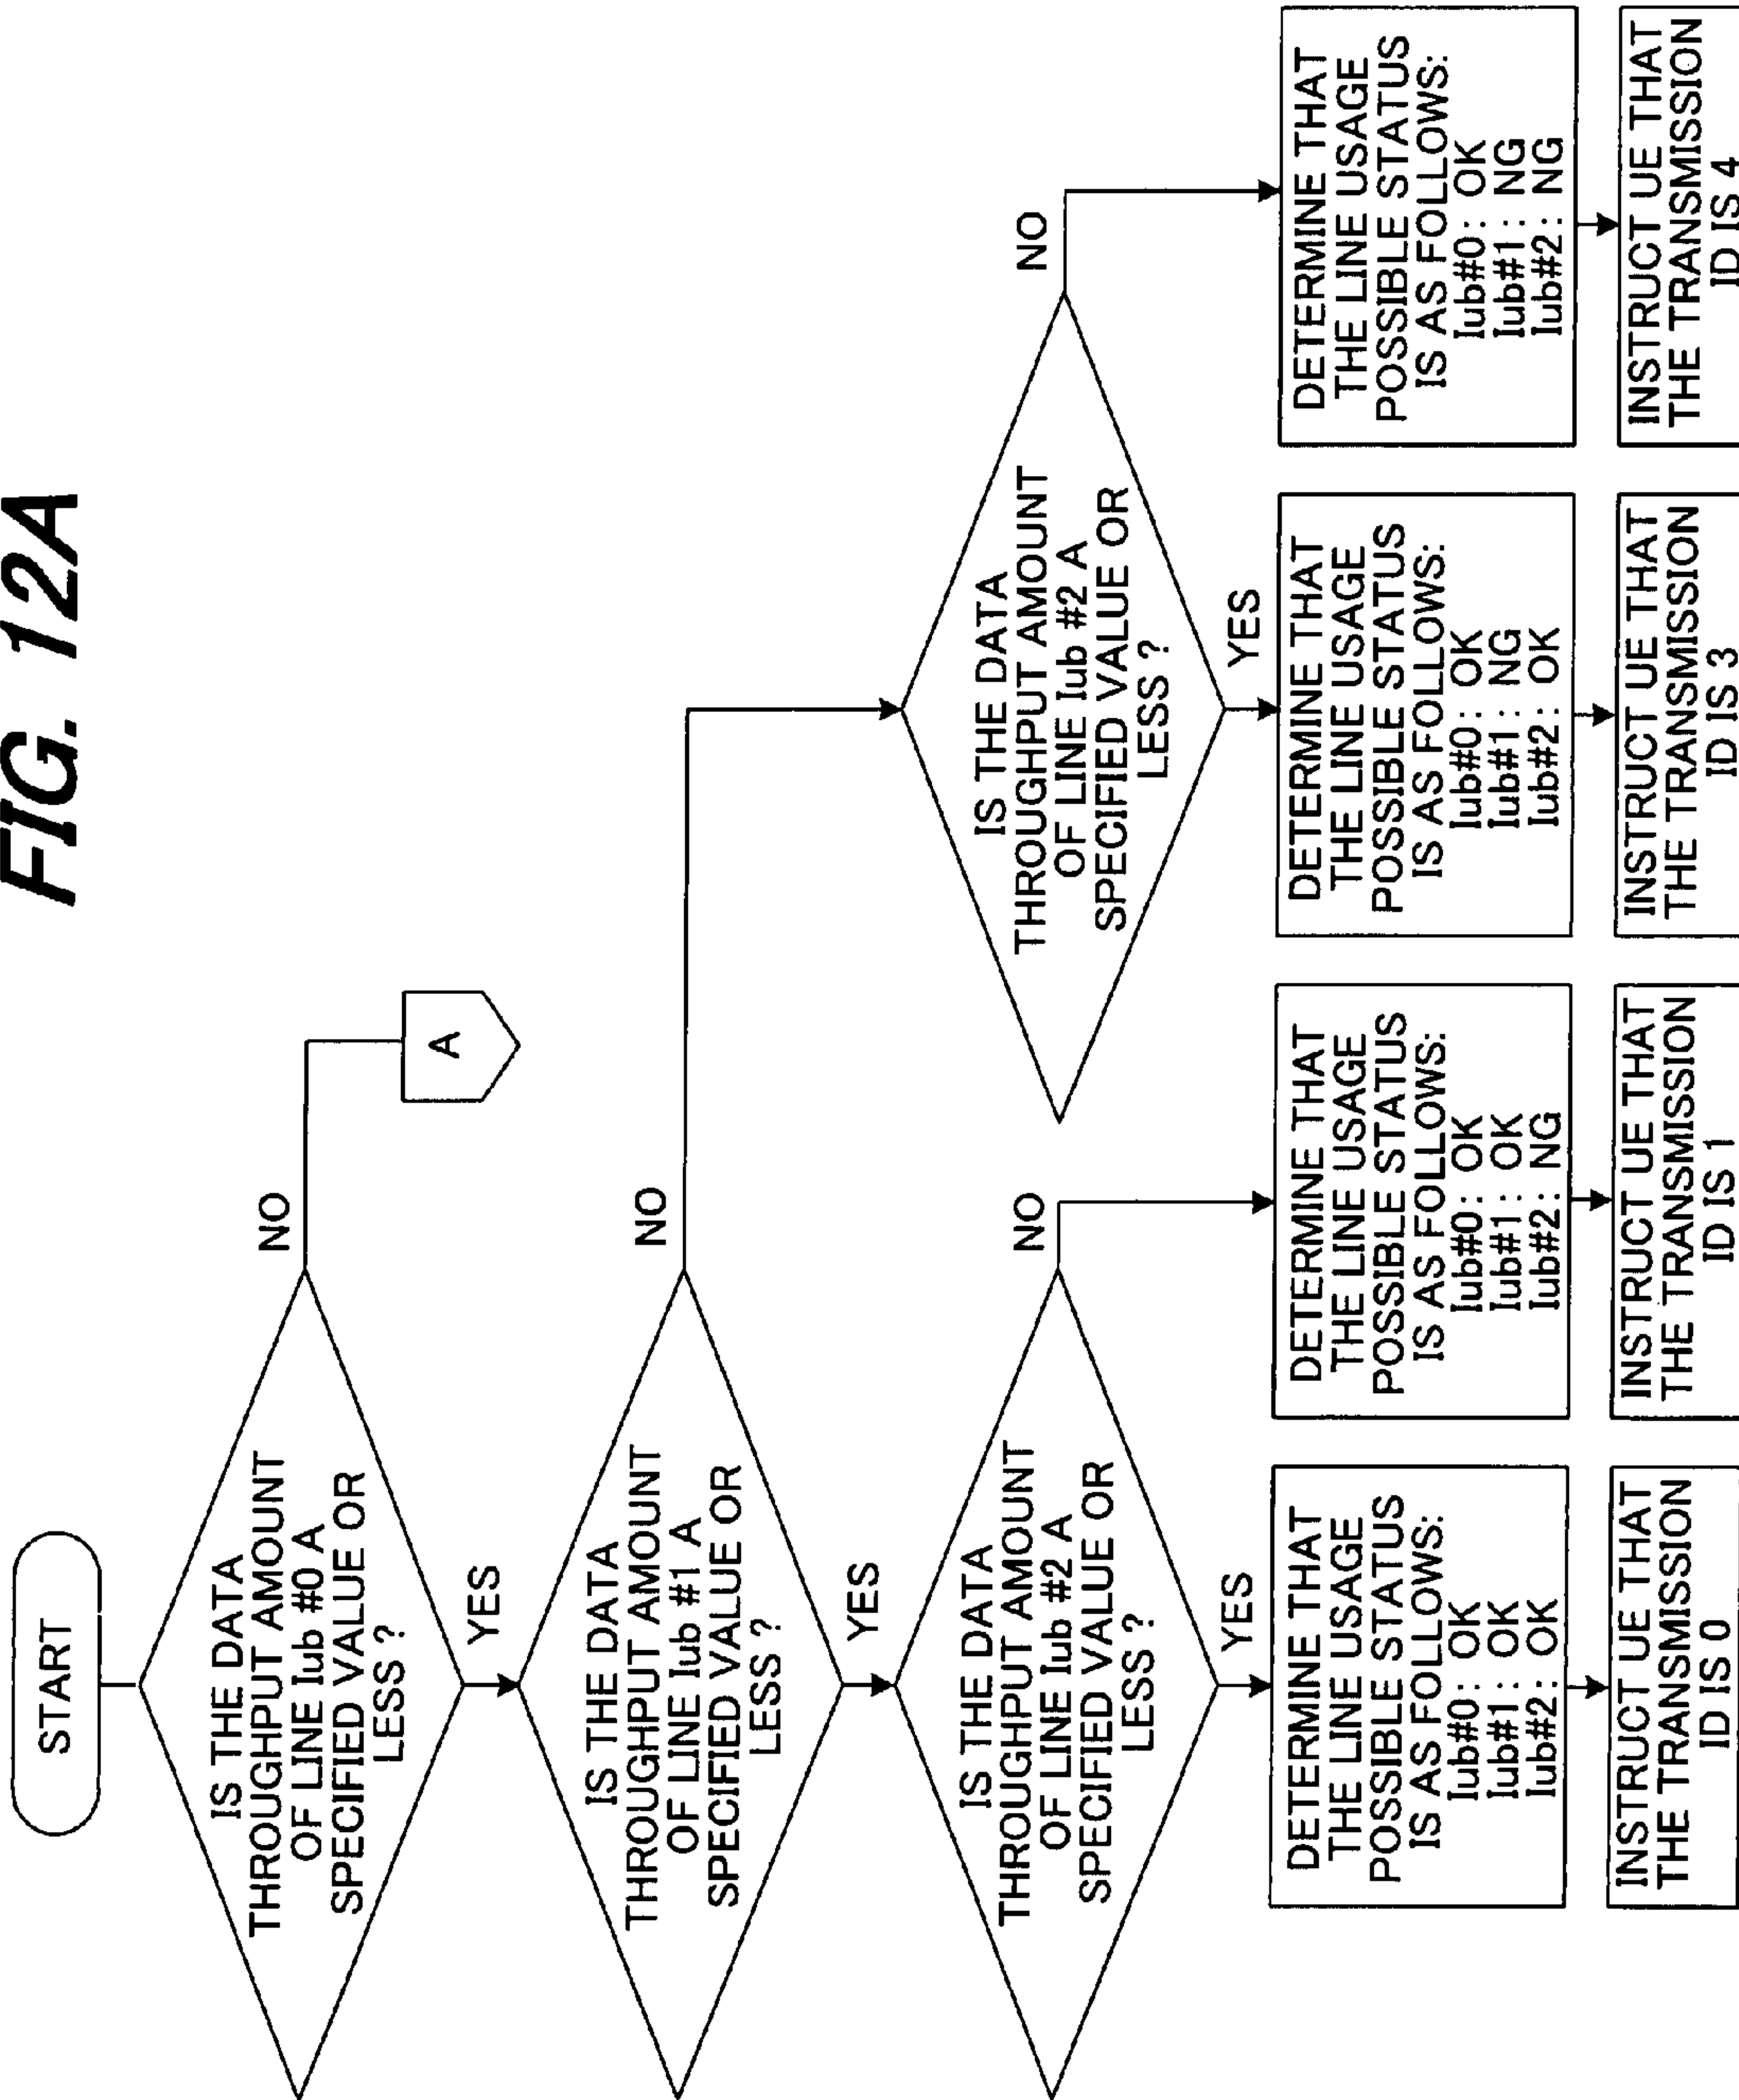 FIG. 12A
START
IS THE DATA
THROUGHPUT AMOUNT
OF LINE Iub #0 A
SPECIFIED VALUE OR
LESS ?
NO
A
YES
IS THE DATA
THROUGHPUT AMOUNT
OF LINE Iub #1 A
SPECIFIED VALUE OR
LESS ?
NO
YES
IS THE DATA
THROUGHPUT AMOUNT
OF LINE Iub #2 A
SPECIFIED VALUE OR
LESS ?
NO
YES
IS THE DATA
THROUGHPUT AMOUNT
OF LINE Iub #2 A
SPECIFIED VALUE OR
LESS ?
NO
YES
DETERMINE THAT
THE LINE USAGE
POSSIBLE STATUS
IS AS FOLLOWS:
Iub#0: OK
Iub#1: OK
Iub#2: OK
DETERMINE THAT
THE LINE USAGE
POSSIBLE STATUS
IS AS FOLLOWS:
Iub#0: OK
Iub#1: OK
Iub#2: NG
DETERMINE THAT
THE LINE USAGE
POSSIBLE STATUS
IS AS FOLLOWS:
Iub#0: OK
Iub#1: NG
Iub#2: OK
DETERMINE THAT
THE LINE USAGE
POSSIBLE STATUS
IS AS FOLLOWS:
Iub#0: OK
Iub#1: NG
Iub#2: NG
INSTRUCT UE THAT
THE TRANSMISSION
ID IS 0
INSTRUCT UE THAT
THE TRANSMISSION
ID IS 1
INSTRUCT UE THAT
THE TRANSMISSION
ID IS 3
INSTRUCT UE THAT
THE TRANSMISSION
ID IS 4